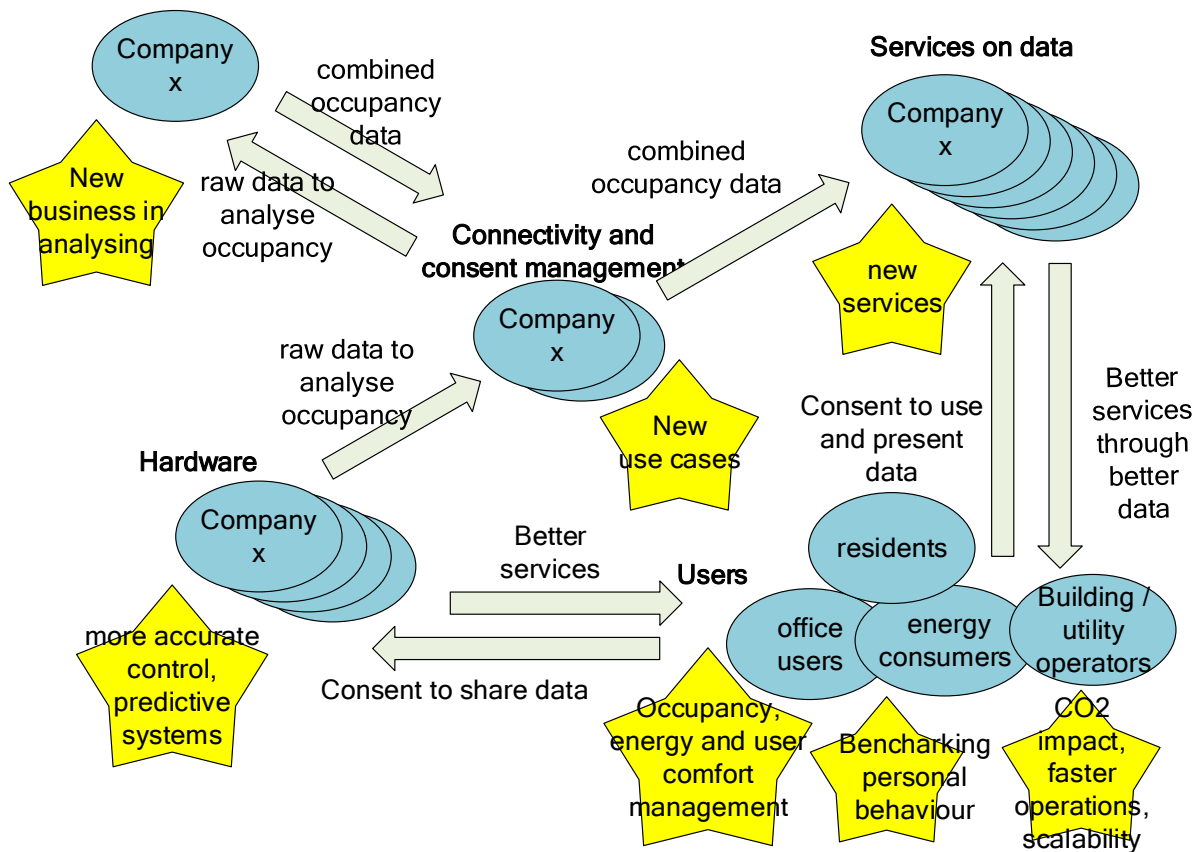 Company
x
combined
occupancy
data
Services on data
Company
x
New
business in
analysing
raw data to
analyse
occupancy
combined
occupancy data
Connectivity and
consent management
new
services
Company
x
raw data to
analyse
occupancy
New
use cases
Consent to use
and present
data
Better
services
through
better
data
Hardware
Company
x
Better
services
Users
residents
office
users
energy
consumers
Building /
utility
operators
more accurate
control,
predictive
systems
Consent to share data
Occupancy,
energy and user
comfort
management
Bencharking
personal
behaviour
CO2
impact,
faster
operations,
scalability